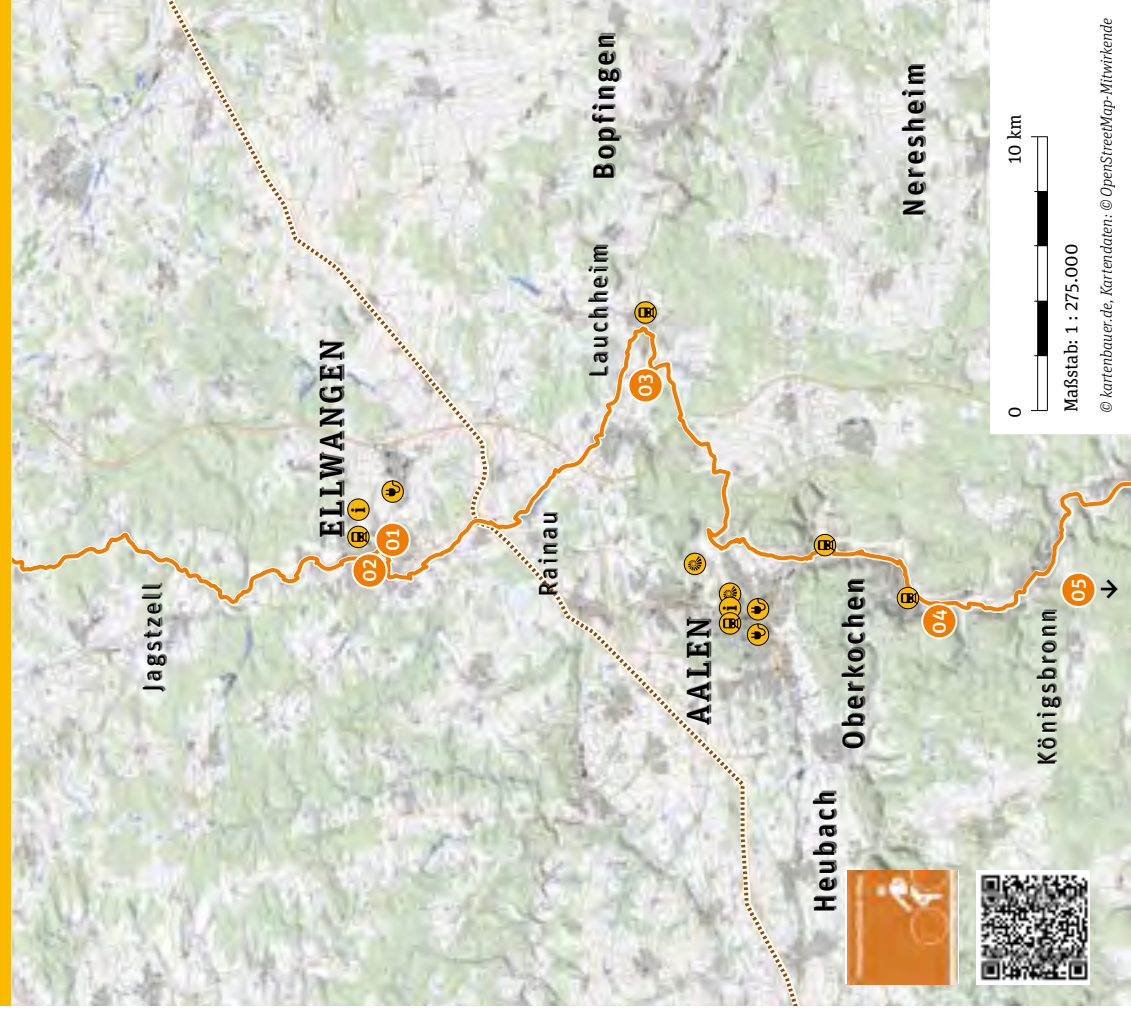 Jagstzell
ELLWANGEN
i
02
01
Rainau
Lauchheim
Bopfingen
03
AALEN
i
Heubach
Oberkochen
Neresheim
04
Königsbronn
05
0 10 km
Maßstab: 1 : 275.000
© kartenbauer.de, Kartendaten: © OpenStreetMap-Mitwirkende